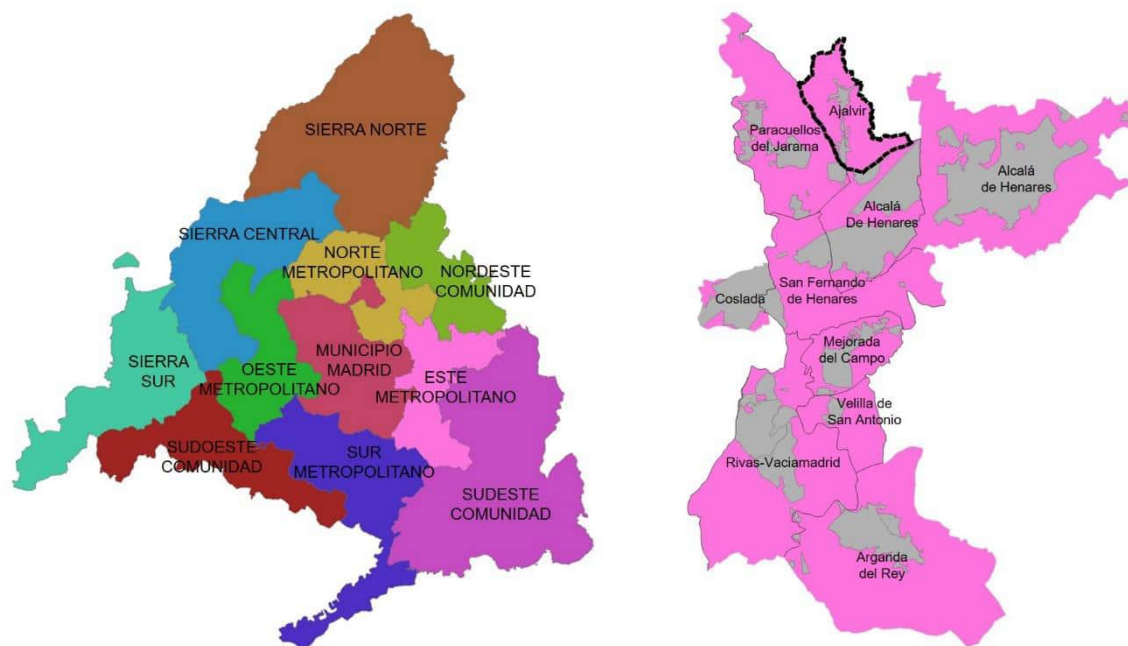 SIERRA NORTE
SIERRA CENTRAL
NORTE
METROPOLITANO
NORDESTE
COMUNIDAD
SIERRA
SUR
OESTE
METROPOLITANO
MUNICIPIO
MADRID
ESTE
METROPOLITANO
SUDOESTE
COMUNIDAD
SUR
METROPOLITANO
SUDESTE
COMUNIDAD
Ajalvir
Paracuellos
del Jarama
Alcalá
de Henares
Alcalá
De Henares
San Fernando
de Henares
Coslada
Mejorada
del Campo
Velilla de
San Antonio
Rivas-Vaciamadrid
Arganda
del Rey